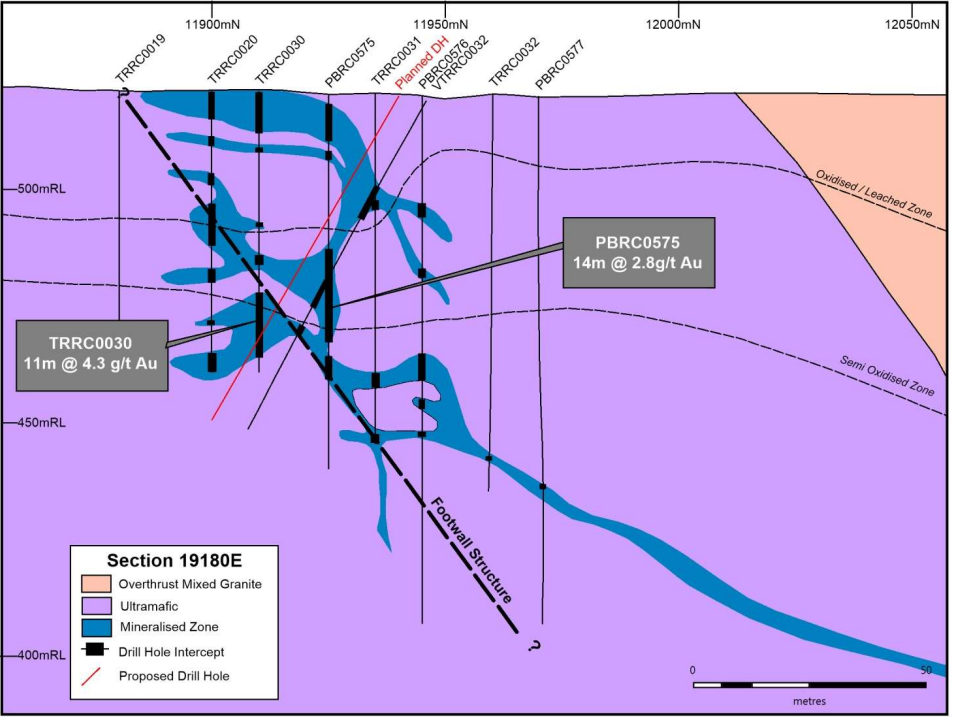 11900mN
11950mN
12000mN
12050mN
TRRC0019
TRRC0020
TRRC0030
PBRC0575
TRRC0031
Planned DH
PBRC0576
VTRRC0032
TRRC0032
PBRC0577
500mRL
450mRL
400mRL
Oxidised / Leached Zone
Semi Oxidised Zone
PBRC0575
14m @ 2.8g/t Au
TRRC0030
11m @ 4.3 g/t Au
?
Footwall Structure
?
Section 19180E
Overthrust Mixed Granite
Ultramafic
Mineralised Zone
Drill Hole Intercept
Proposed Drill Hole
0
50
metres